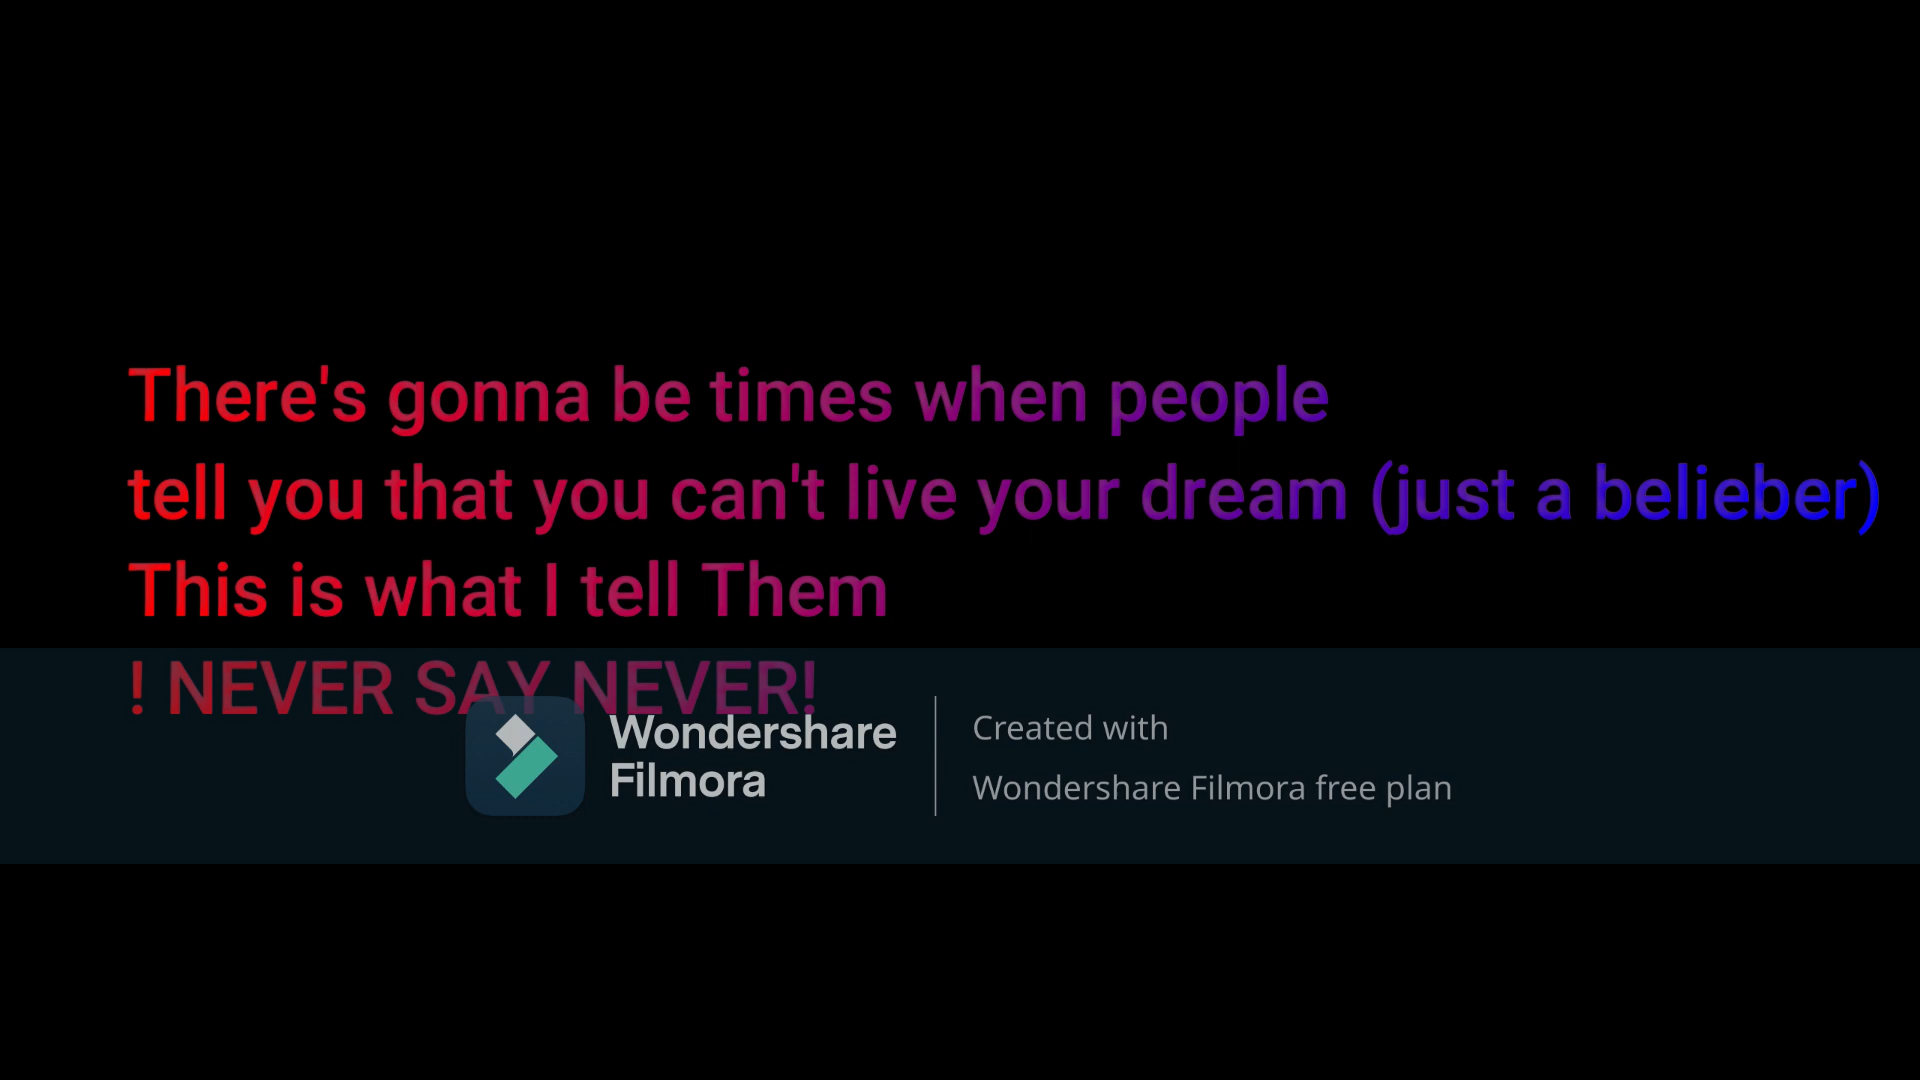 There's gonna be times when people
tell you that you can't live your dream (just a belieber)
This is what I tell Them
! NEVER SAY NEVER!
Wondershare
Filmora
Created with
Wondershare Filmora free plan